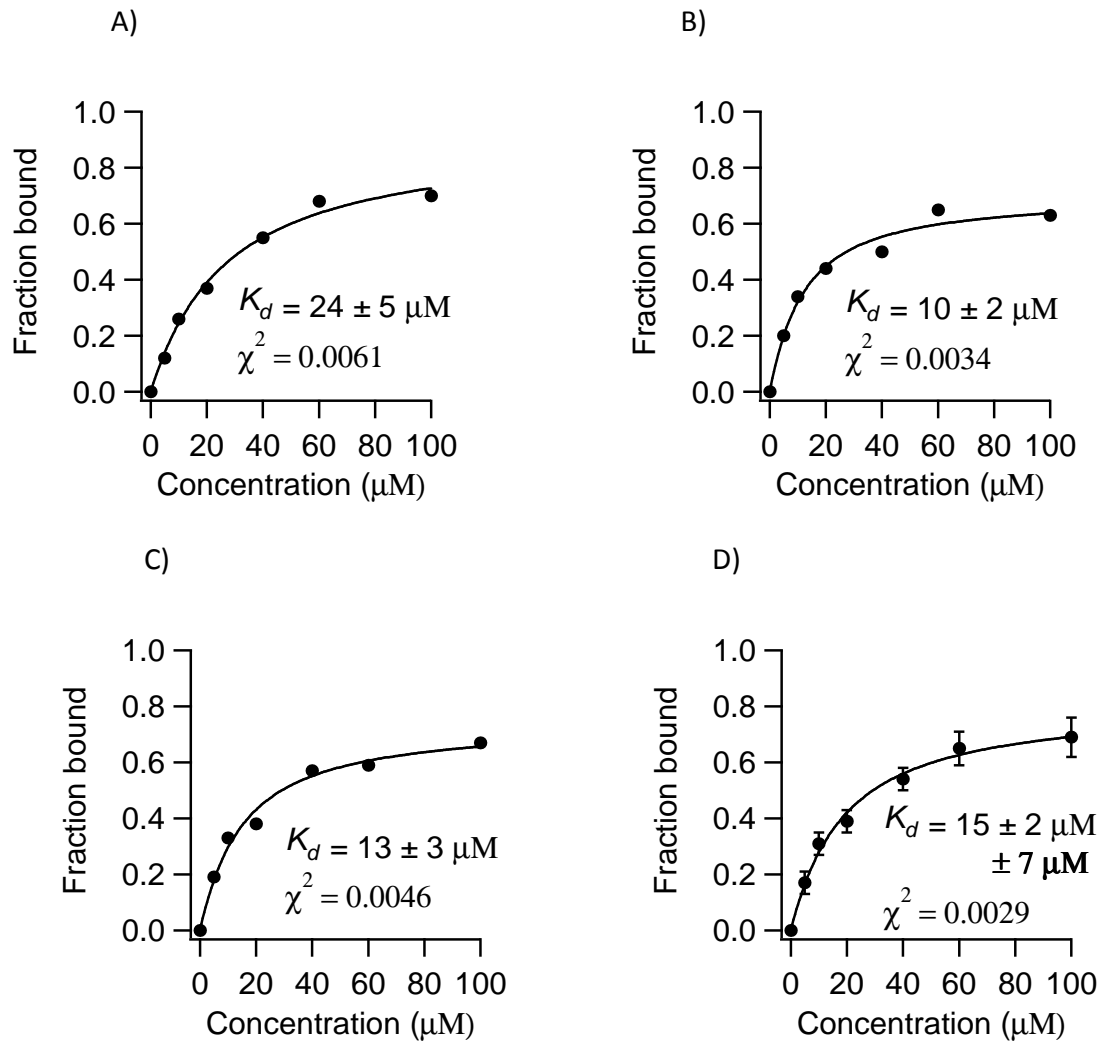 A)
Fraction bound
1.0
0.8
0.6
0.4
0.2
0.0
K_d = 24 ± 5 μM
χ² = 0.0061
0 20 40 60 80 100
Concentration (μM)
B)
Fraction bound
1.0
0.8
0.6
0.4
0.2
0.0
K_d = 10 ± 2 μM
χ² = 0.0034
0 20 40 60 80 100
Concentration (μM)
C)
Fraction bound
1.0
0.8
0.6
0.4
0.2
0.0
K_d = 13 ± 3 μM
χ² = 0.0046
0 20 40 60 80 100
Concentration (μM)
D)
Fraction bound
1.0
0.8
0.6
0.4
0.2
0.0
K_d = 15 ± 2 μM
± 7 μM
χ² = 0.0029
0 20 40 60 80 100
Concentration (μM)